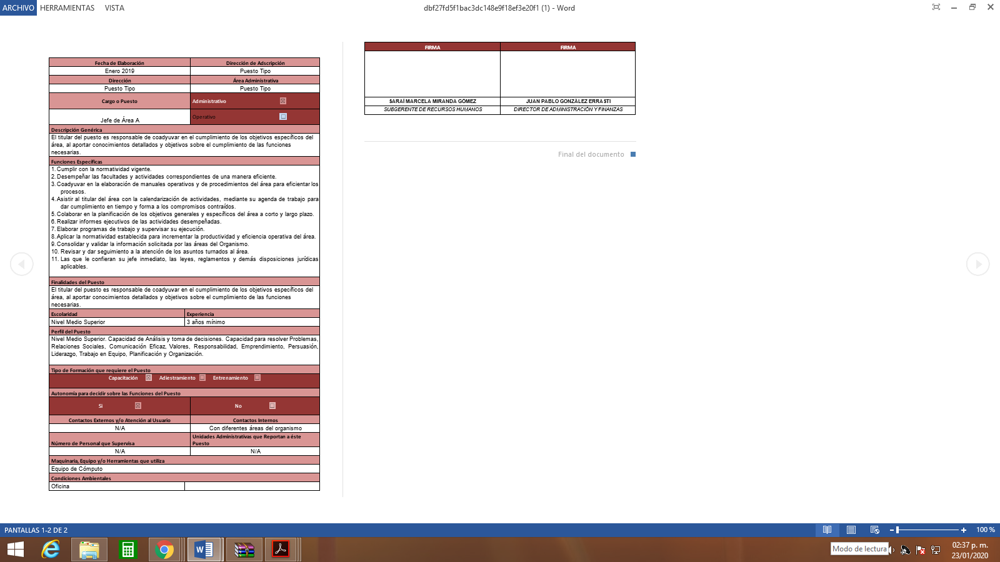 ARCHIVO HERRAMIENTAS VISTA
dbf27fd5f1bac3dc148e9f18ef3e20f1 (1) - Word
Fecha de Elaboración Dirección de Adscripción
Enero 2019 Puesto Tipo
Dirección Área Administrativa
Puesto Tipo Puesto Tipo
Cargo o Puesto Administrativo ☒
Jefe de Área A Operativo ☐
Descripción Genérica
El titular del puesto es responsable de coadyuvar en el cumplimiento de los objetivos específicos del
área, al aportar conocimientos detallados y objetivos sobre el cumplimiento de las funciones
necesarias.
Funciones Específicas
1. Cumplir con la normatividad vigente.
2. Desempeñar las facultades y actividades correspondientes de una manera eficiente.
3. Coadyuvar en la elaboración de manuales operativos y de procedimientos del área para eficientar los
procesos.
4. Asistir al titular del área con la calendarización de actividades, mediante su agenda de trabajo para
dar cumplimiento en tiempo y forma a los compromisos contraídos.
5. Colaborar en la planificación de los objetivos generales y específicos del área a corto y largo plazo.
6. Realizar informes ejecutivos de las actividades desempeñadas.
7. Elaborar programas de trabajo y supervisar su ejecución.
8. Aplicar la normatividad establecida para incrementar la productividad y eficiencia operativa del área.
9. Consolidar y validar la información solicitada por las áreas del Organismo.
10. Revisar y dar seguimiento a la atención de los asuntos turnados al área.
11. Las que le confieran su jefe inmediato, las leyes, reglamentos y demás disposiciones jurídicas
aplicables.
Finalidades del Puesto
El titular del puesto es responsable de coadyuvar en el cumplimiento de los objetivos específicos del
área, al aportar conocimientos detallados y objetivos sobre el cumplimiento de las funciones
necesarias.
Escolaridad Experiencia
Nivel Medio Superior 3 años mínimo
Perfil del Puesto
Nivel Medio Superior. Capacidad de Análisis y toma de decisiones. Capacidad para resolver Problemas,
Relaciones Sociales, Comunicación Eficaz, Valores, Responsabilidad, Emprendimiento, Persuasión,
Liderazgo, Trabajo en Equipo, Planificación y Organización.
Tipo de Formación que requiere el Puesto
Capacitación ☒ Adiestramiento ☐ Entrenamiento ☐
Autonomía para decidir sobre las Funciones del Puesto
Si ☒ No ☐
Contactos Externos y/o Atención al Usuario Contactos Internos
N/A Con diferentes áreas del organismo
Número de Personal que Supervisa Unidades Administrativas que Reportan a éste
Puesto
N/A N/A
Maquinaria, Equipo y/o Herramientas que utiliza
Equipo de Cómputo
Condiciones Ambientales
Oficina
FIRMA FIRMA
SARAÍ MARCELA MIRANDA GÓMEZ JUAN PABLO GONZÁLEZ ERRASTI
SUBGERENTE DE RECURSOS HUMANOS DIRECTOR DE ADMINISTRACIÓN Y FINANZAS
Final del documento
PANTALLAS 1-2 DE 2
100 %
Modo de lectura
02:37 p. m.
23/01/2020